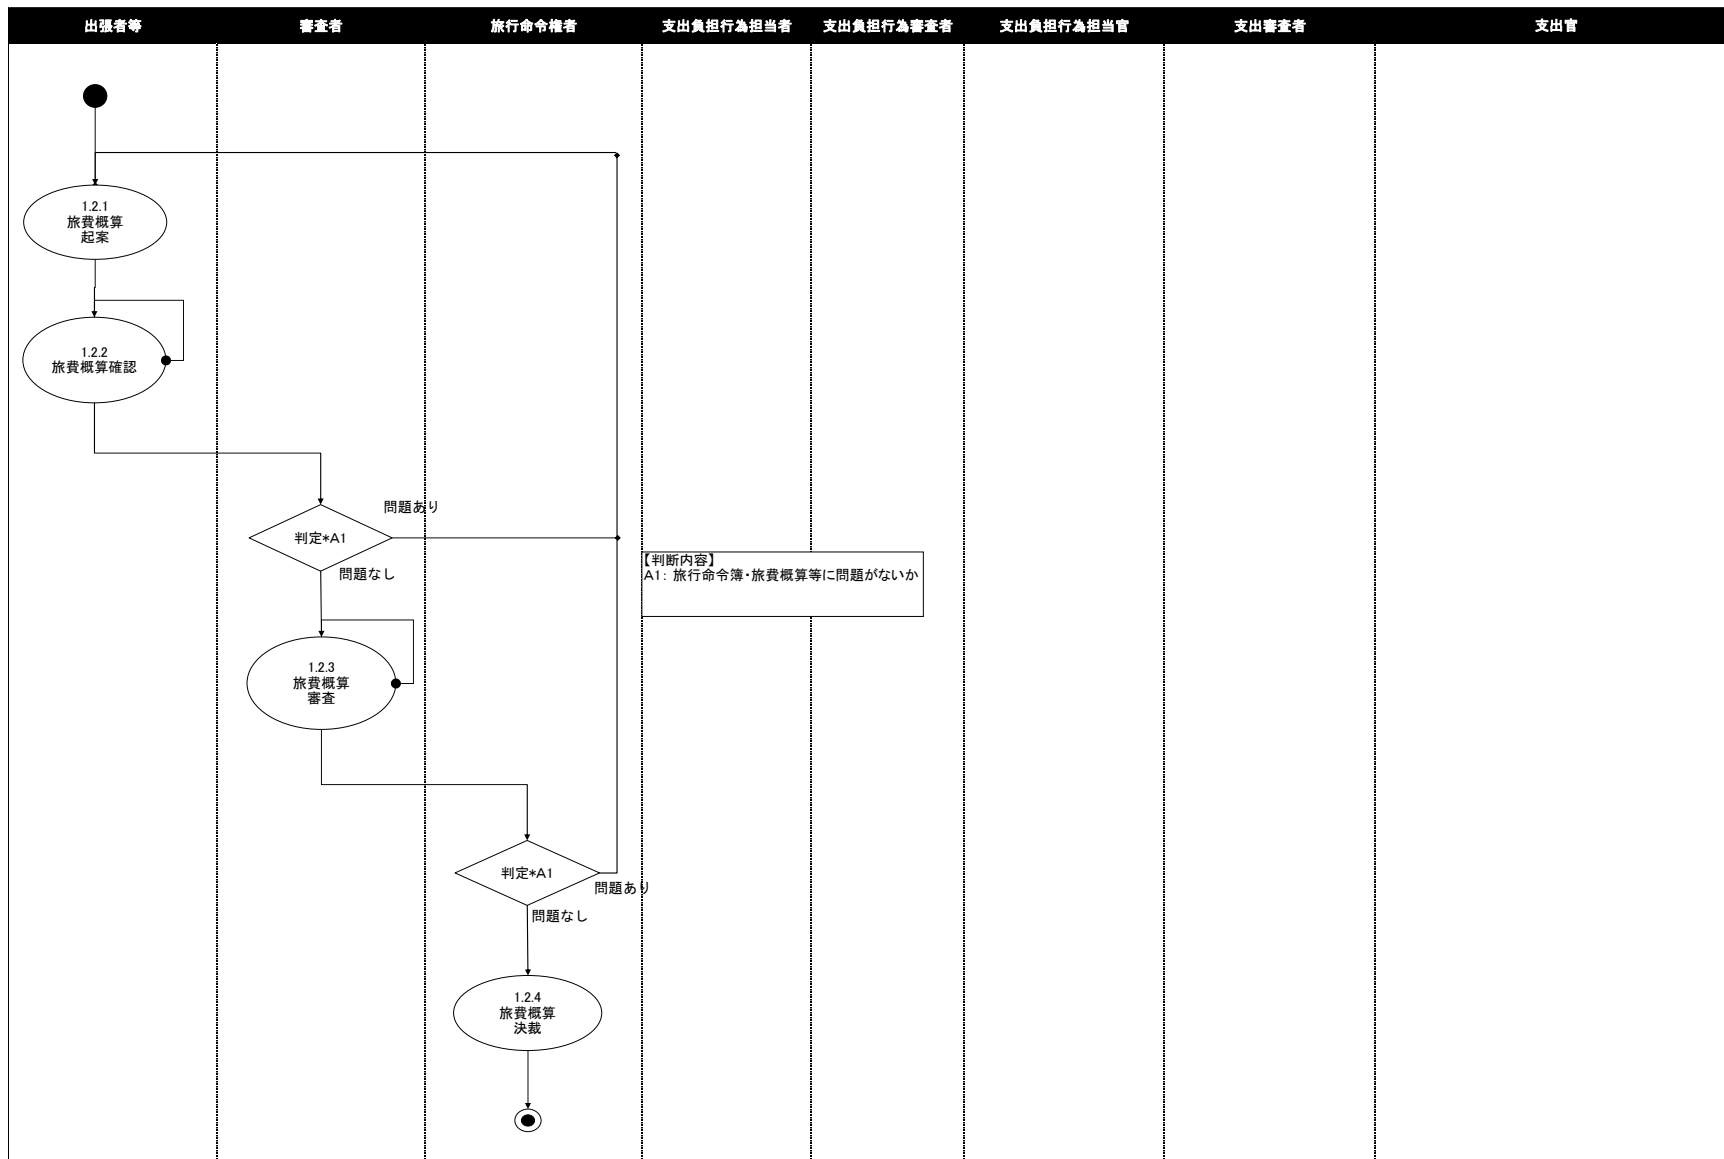 出張者等
審査者
旅行命令権者
支出負担行為担当者
支出負担行為審査者
支出負担行為担当官
支出審査者
支出官
1.2.1
旅費概算
起案
1.2.2
旅費概算確認
問題あり
判定*A1
問題なし
【判断内容】
A1: 旅行命令簿・旅費概算等に問題がないか
1.2.3
旅費概算
審査
判定*A1
問題あり
問題なし
1.2.4
旅費概算
決裁